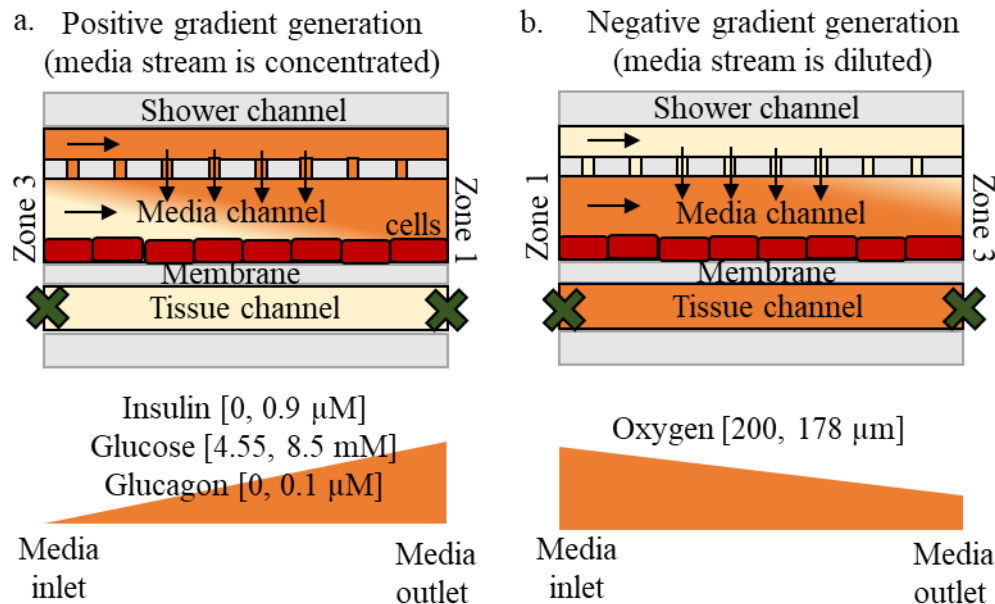 a. Positive gradient generation
(media stream is concentrated)
Shower channel
Zone 3
Media channel
cells
Zone 1
Membrane
Tissue channel
Insulin [0, 0.9 µM]
Glucose [4.55, 8.5 mM]
Glucagon [0, 0.1 µM]
Media
inlet
Media
outlet
b. Negative gradient generation
(media stream is diluted)
Shower channel
Zone 1
Media channel
Zone 3
Membrane
Tissue channel
Oxygen [200, 178 µm]
Media
inlet
Media
outlet